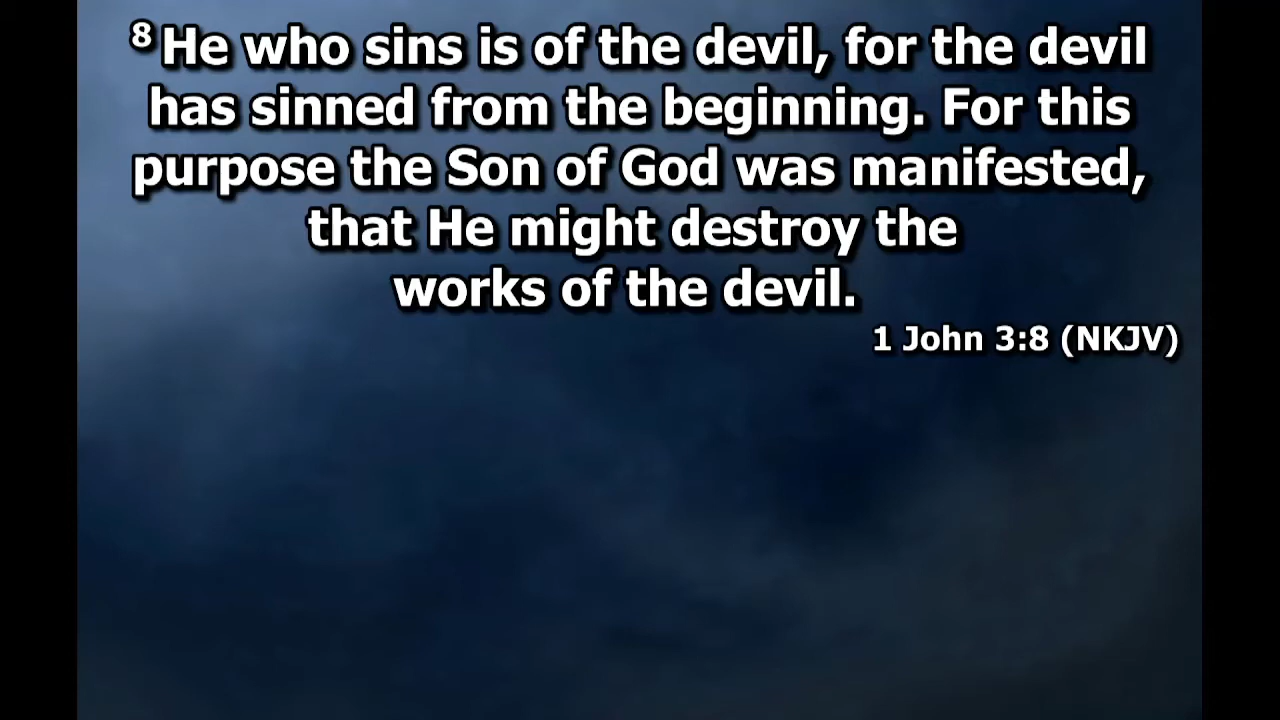 8 He who sins is of the devil, for the devil
has sinned from the beginning. For this
purpose the Son of God was manifested,
that He might destroy the
works of the devil.
1 John 3:8 (NKJV)